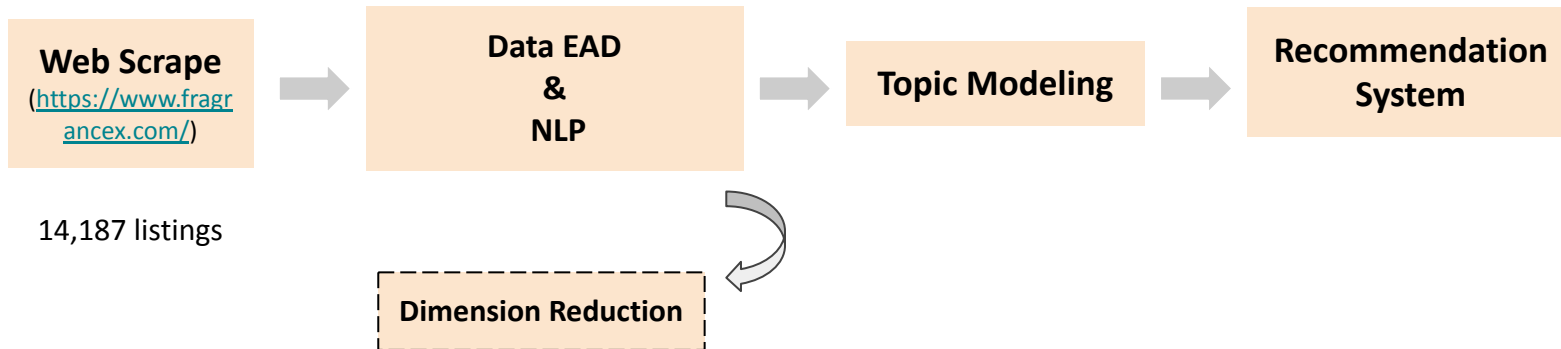 Web Scrape
(https://www.fragr
ancex.com/)
14,187 listings
Data EAD
&
NLP
Dimension Reduction
Topic Modeling
Recommendation
System